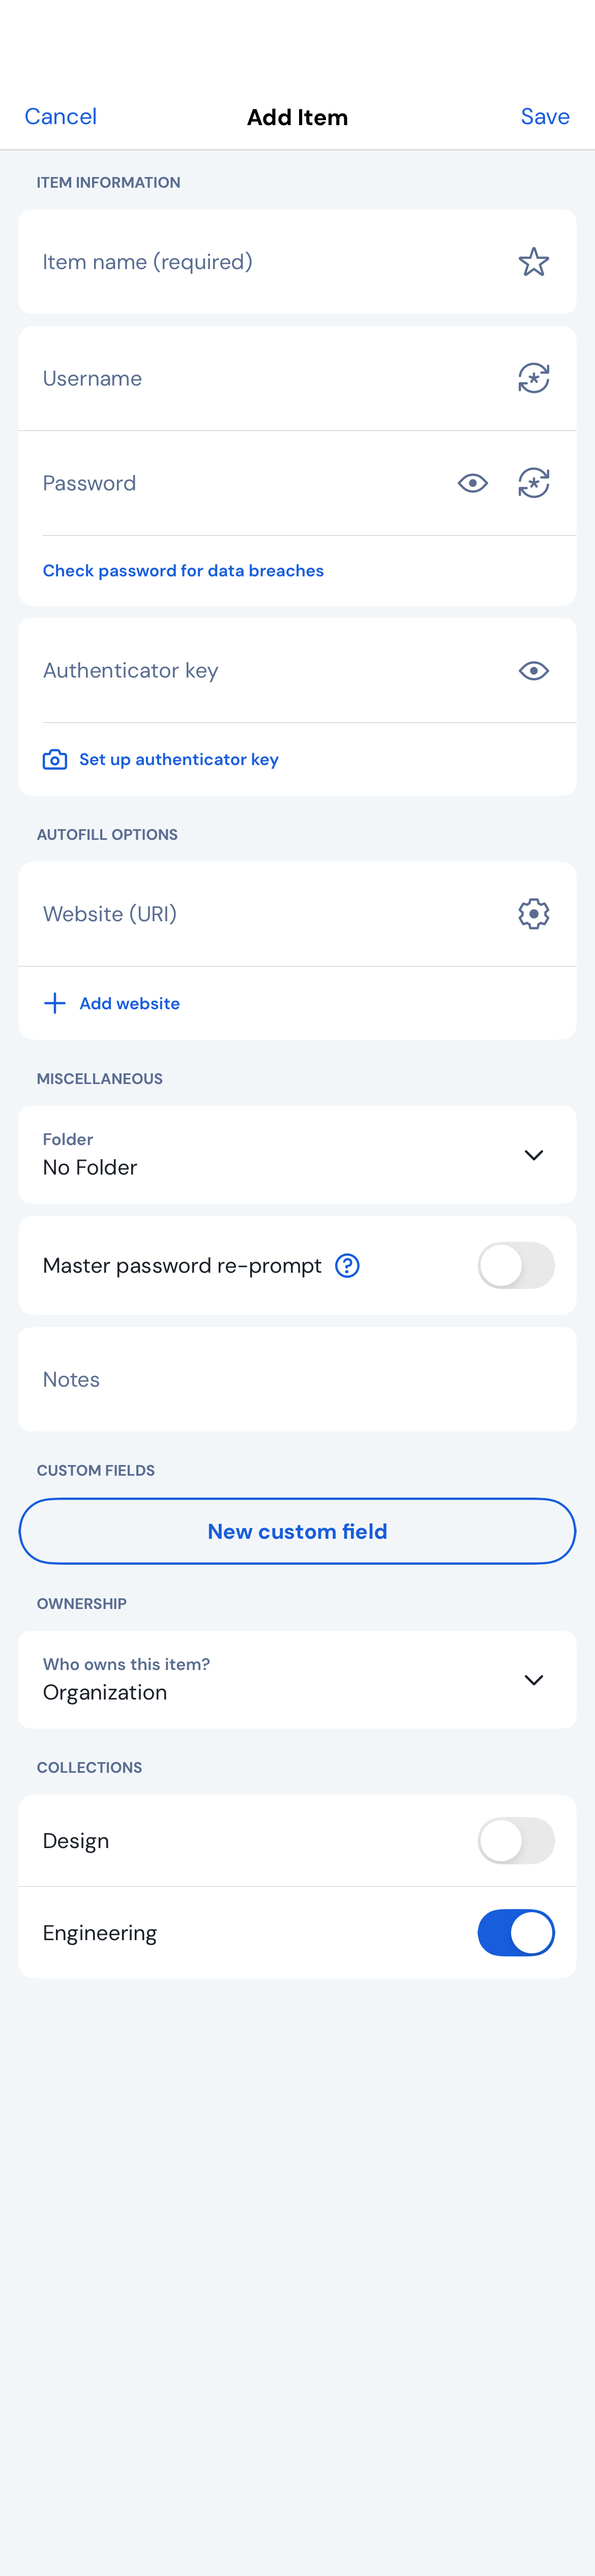 Cancel
Add Item
Save
ITEM INFORMATION
Item name (required)
Username
Password
Check password for data breaches
Authenticator key
Set up authenticator key
AUTOFILL OPTIONS
Website (URI)
Add website
MISCELLANEOUS
Folder
No Folder
Master password re-prompt
Notes
CUSTOM FIELDS
New custom field
OWNERSHIP
Who owns this item?
Organization
COLLECTIONS
Design
Engineering